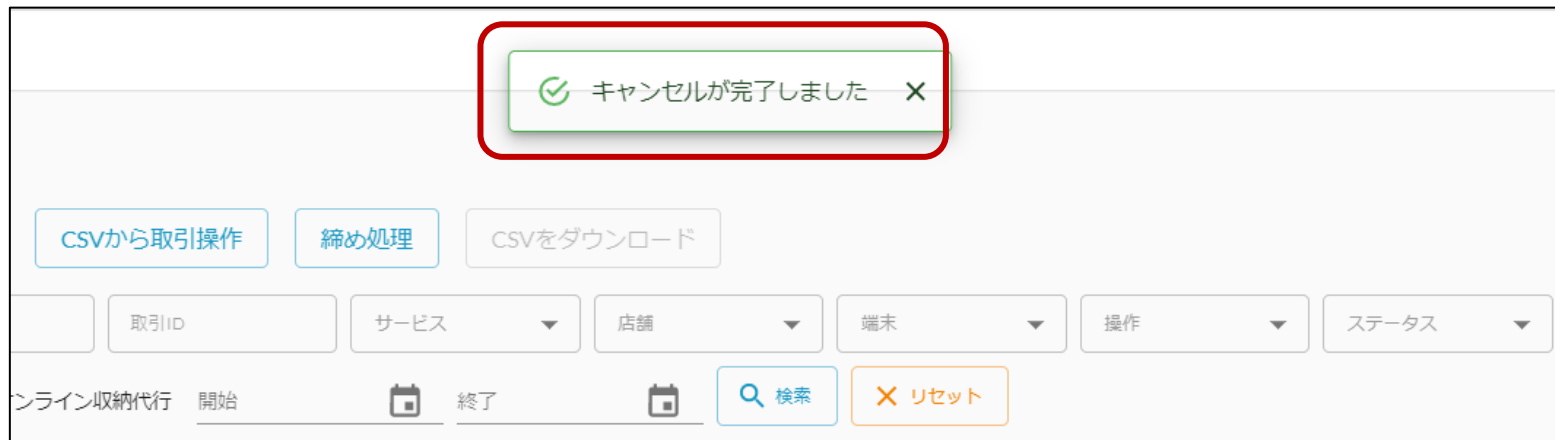 キャンセルが完了しました
CSVから取引操作 締め処理 CSVをダウンロード
取引ID サービス 店舗 端末 操作 ステータス
ンライン収納代行 開始 終了 検索 リセット